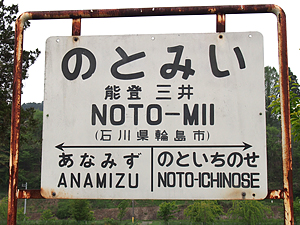 のとみい
能登三井
NOTO-MII
(石川県輪島市)
あなみず のといちのせ
ANAMIZU NOTO-ICHINOSE